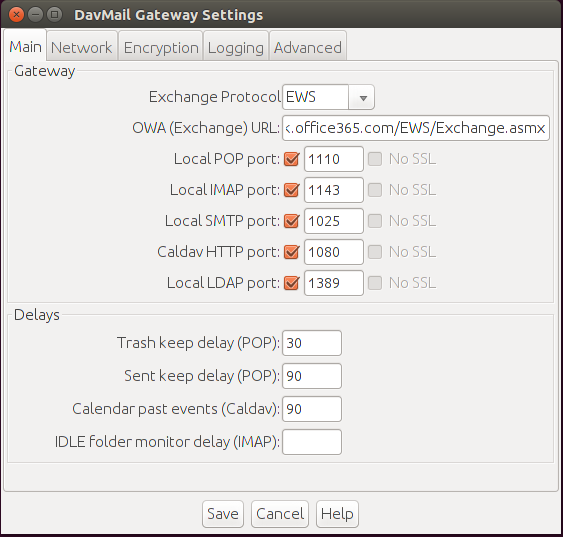 DavMail Gateway Settings
Main Network Encryption Logging Advanced
Gateway
Exchange Protocol EWS
OWA (Exchange) URL: .office365.com/EWS/Exchange.asmx
Local POP port: 1110 No SSL
Local IMAP port: 1143 No SSL
Local SMTP port: 1025 No SSL
Caldav HTTP port: 1080 No SSL
Local LDAP port: 1389 No SSL
Delays
Trash keep delay (POP): 30
Sent keep delay (POP): 90
Calendar past events (Caldav): 90
IDLE folder monitor delay (IMAP):
Save Cancel Help